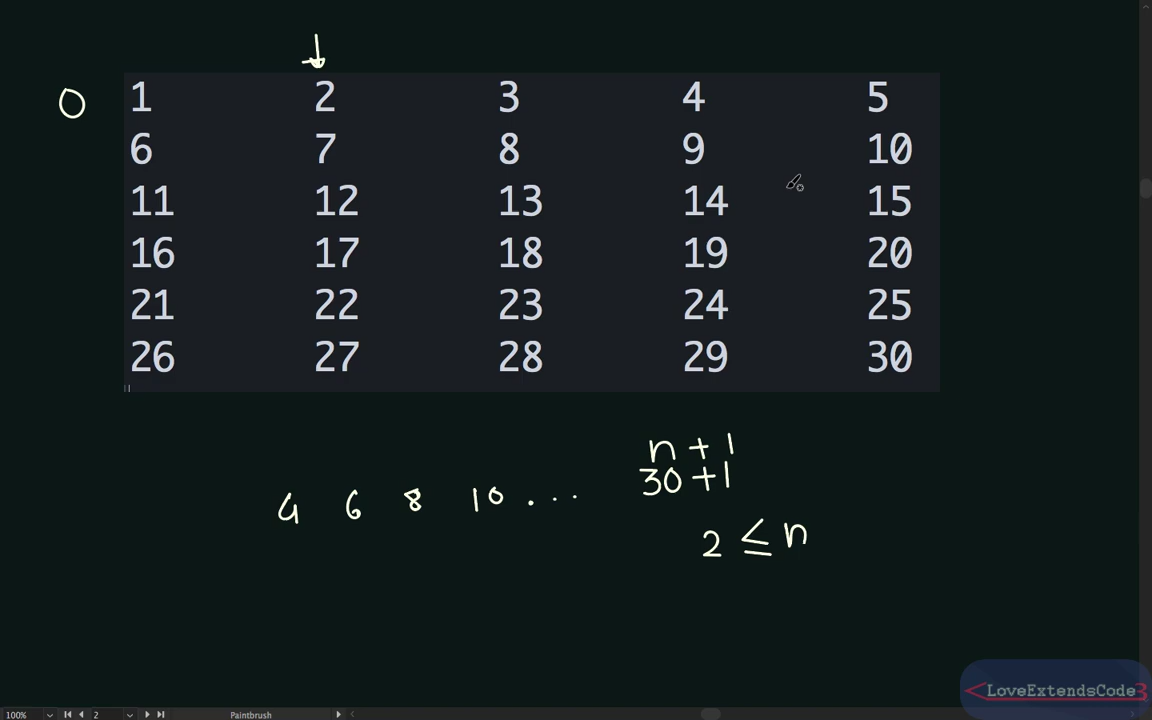 0 1 2 3 4 5
6 7 8 9 10
11 12 13 14 15
16 17 18 19 20
21 22 23 24 25
26 27 28 29 30
n + 1
30 + 1
4 6 8 10 . . .
2 ≤ n
<LoveExtendsCode3
100% 2 Paintbrush